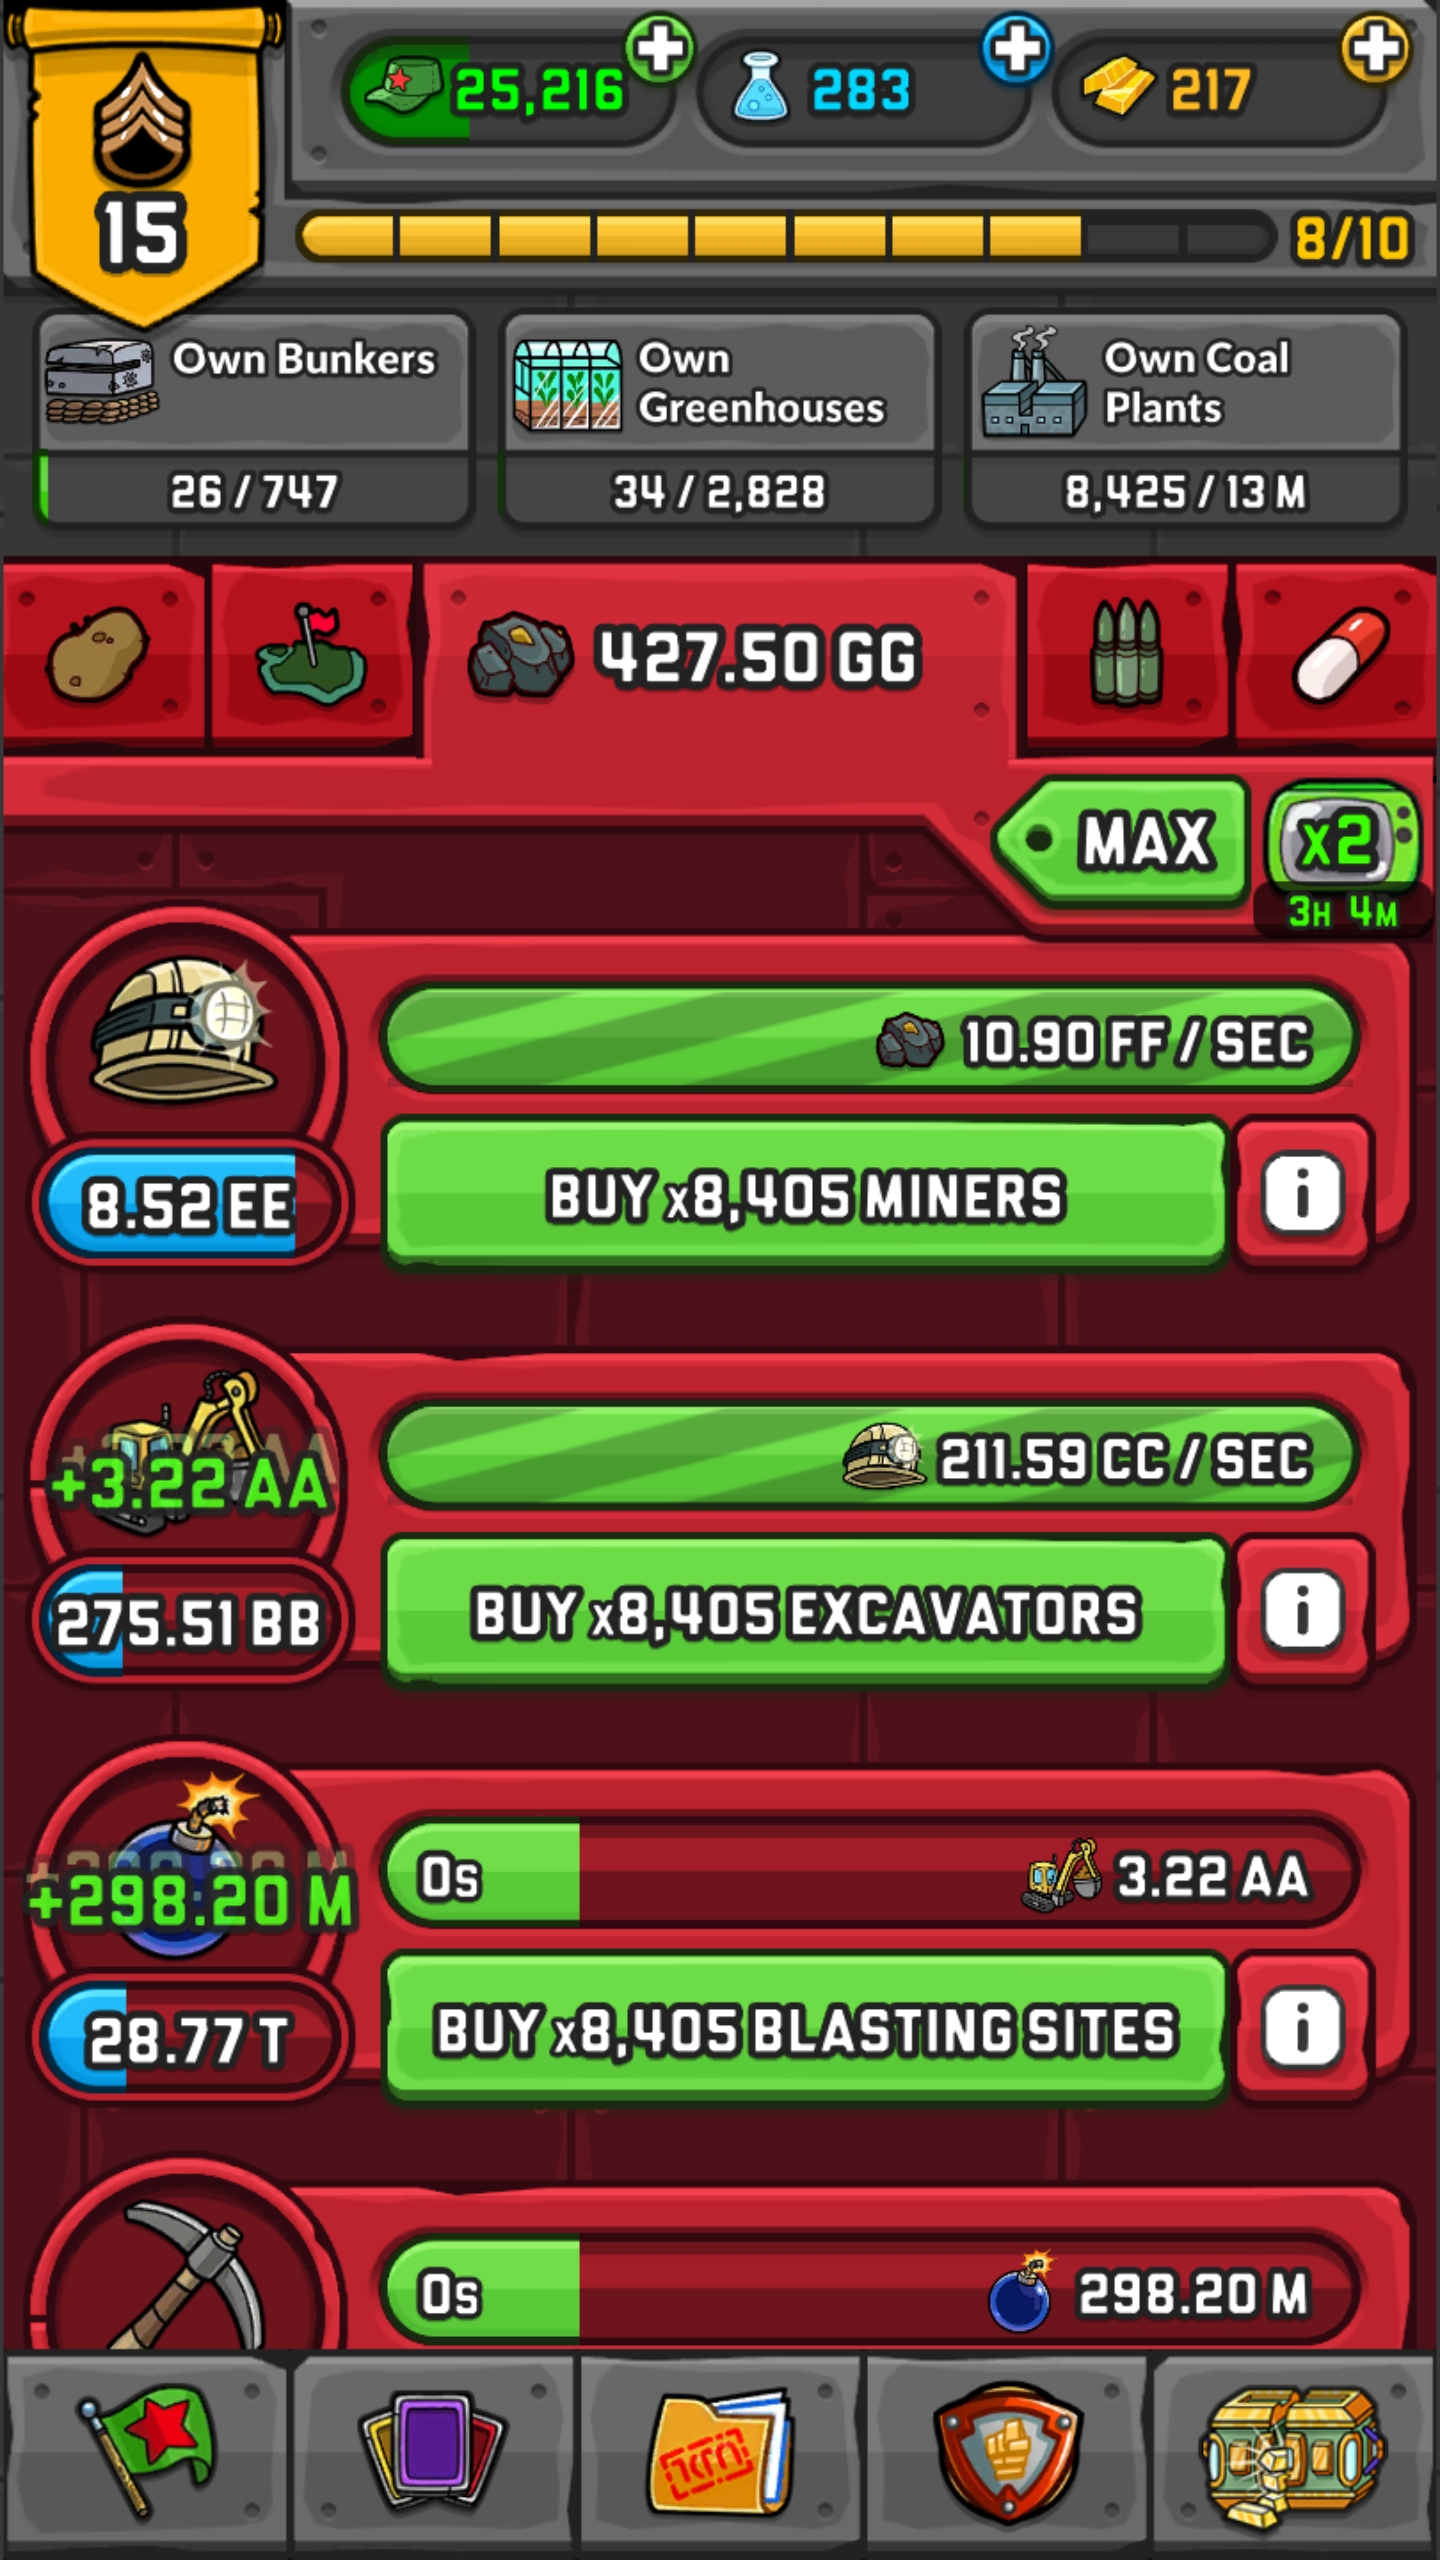 25,216
283
217
15
8/10
Own Bunkers
26 / 747
Own
Greenhouses
34 / 2,828
Own Coal
Plants
8,425 / 13 M
427.50 GG
MAX
x2
3H 4M
10.90 FF / SEC
8.52 EE
BUY x8,405 MINERS
i
211.59 CC / SEC
+3.22 AA
275.51 BB
BUY x8,405 EXCAVATORS
i
0s
3.22 AA
+298.20 M
28.77 T
BUY x8,405 BLASTING SITES
i
0s
298.20 M